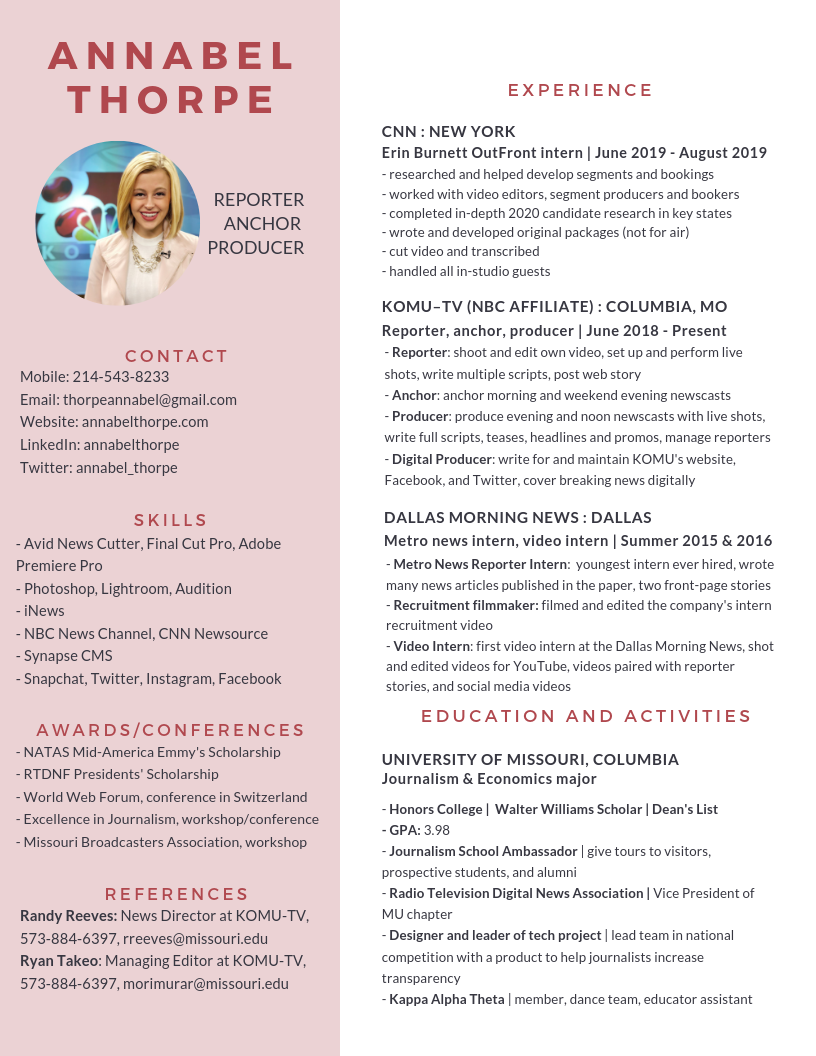 ANNABEL
THORPE
REPORTER
ANCHOR
PRODUCER
CONTACT
Mobile: 214-543-8233
Email: thorpeannabel@gmail.com
Website: annabelthorpe.com
LinkedIn: annabelthorpe
Twitter: annabel_thorpe
SKILLS
- Avid News Cutter, Final Cut Pro, Adobe
Premiere Pro
- Photoshop, Lightroom, Audition
- iNews
- NBC News Channel, CNN Newsource
- Synapse CMS
- Snapchat, Twitter, Instagram, Facebook
AWARDS/CONFERENCES
- NATAS Mid-America Emmy's Scholarship
- RTDNF Presidents' Scholarship
- World Web Forum, conference in Switzerland
- Excellence in Journalism, workshop/conference
- Missouri Broadcasters Association, workshop
REFERENCES
Randy Reeves: News Director at KOMU-TV,
573-884-6397, rreeves@missouri.edu
Ryan Takeo: Managing Editor at KOMU-TV,
573-884-6397, morimurar@missouri.edu
EXPERIENCE
CNN : NEW YORK
Erin Burnett OutFront intern | June 2019 - August 2019
- researched and helped develop segments and bookings
- worked with video editors, segment producers and bookers
- completed in-depth 2020 candidate research in key states
- wrote and developed original packages (not for air)
- cut video and transcribed
- handled all in-studio guests
KOMU–TV (NBC AFFILIATE) : COLUMBIA, MO
Reporter, anchor, producer | June 2018 - Present
- Reporter: shoot and edit own video, set up and perform live
shots, write multiple scripts, post web story
- Anchor: anchor morning and weekend evening newscasts
- Producer: produce evening and noon newscasts with live shots,
write full scripts, teases, headlines and promos, manage reporters
- Digital Producer: write for and maintain KOMU's website,
Facebook, and Twitter, cover breaking news digitally
DALLAS MORNING NEWS : DALLAS
Metro news intern, video intern | Summer 2015 & 2016
- Metro News Reporter Intern: youngest intern ever hired, wrote
many news articles published in the paper, two front-page stories
- Recruitment filmmaker: filmed and edited the company's intern
recruitment video
- Video Intern: first video intern at the Dallas Morning News, shot
and edited videos for YouTube, videos paired with reporter
stories, and social media videos
EDUCATION AND ACTIVITIES
UNIVERSITY OF MISSOURI, COLUMBIA
Journalism & Economics major
- Honors College | Walter Williams Scholar | Dean's List
- GPA: 3.98
- Journalism School Ambassador | give tours to visitors,
prospective students, and alumni
- Radio Television Digital News Association | Vice President of
MU chapter
- Designer and leader of tech project | lead team in national
competition with a product to help journalists increase
transparency
- Kappa Alpha Theta | member, dance team, educator assistant